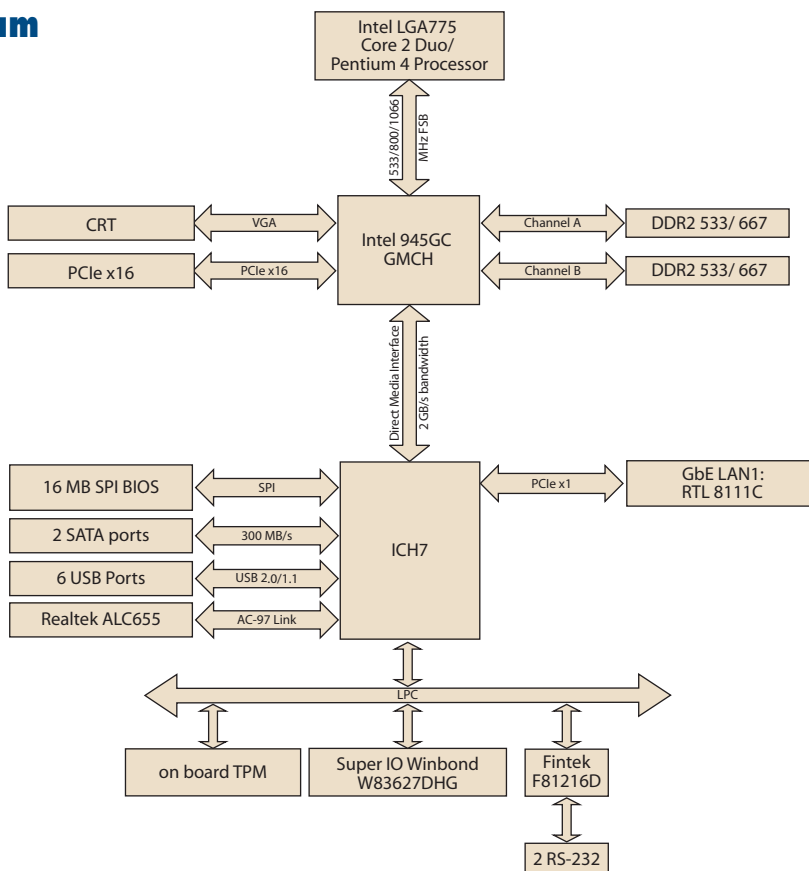 Intel LGA775
Core 2 Duo/
Pentium 4 Processor
533/800/1066
MHz FSB
CRT
VGA
Intel 945GC
GMCH
Channel A
DDR2 533/ 667
PCIe x16
PCIe x16
Channel B
DDR2 533/ 667
Direct Media Interface
2 GB/s bandwidth
16 MB SPI BIOS
SPI
PCIe x1
GbE LAN1:
RTL 8111C
2 SATA ports
300 MB/s
ICH7
6 USB Ports
USB 2.0/1.1
Realtek ALC655
AC-97 Link
LPC
on board TPM
Super IO Winbond
W83627DHG
Fintek
F81216D
2 RS-232